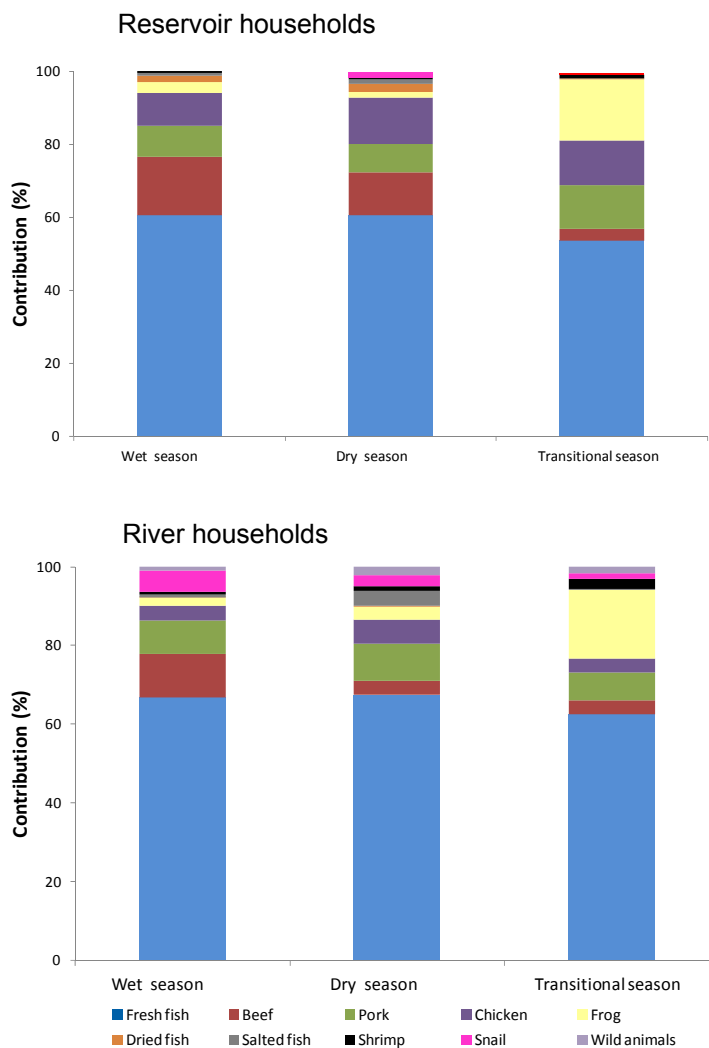 Reservoir households
100
80
60
40
20
0
Contribution (%)
Wet season
Dry season
Transitional season
River households
100
80
60
40
20
0
Contribution (%)
Wet season
Dry season
Transitional season
Fresh fish Beef Pork Chicken Frog
Dried fish Salted fish Shrimp Snail Wild animals